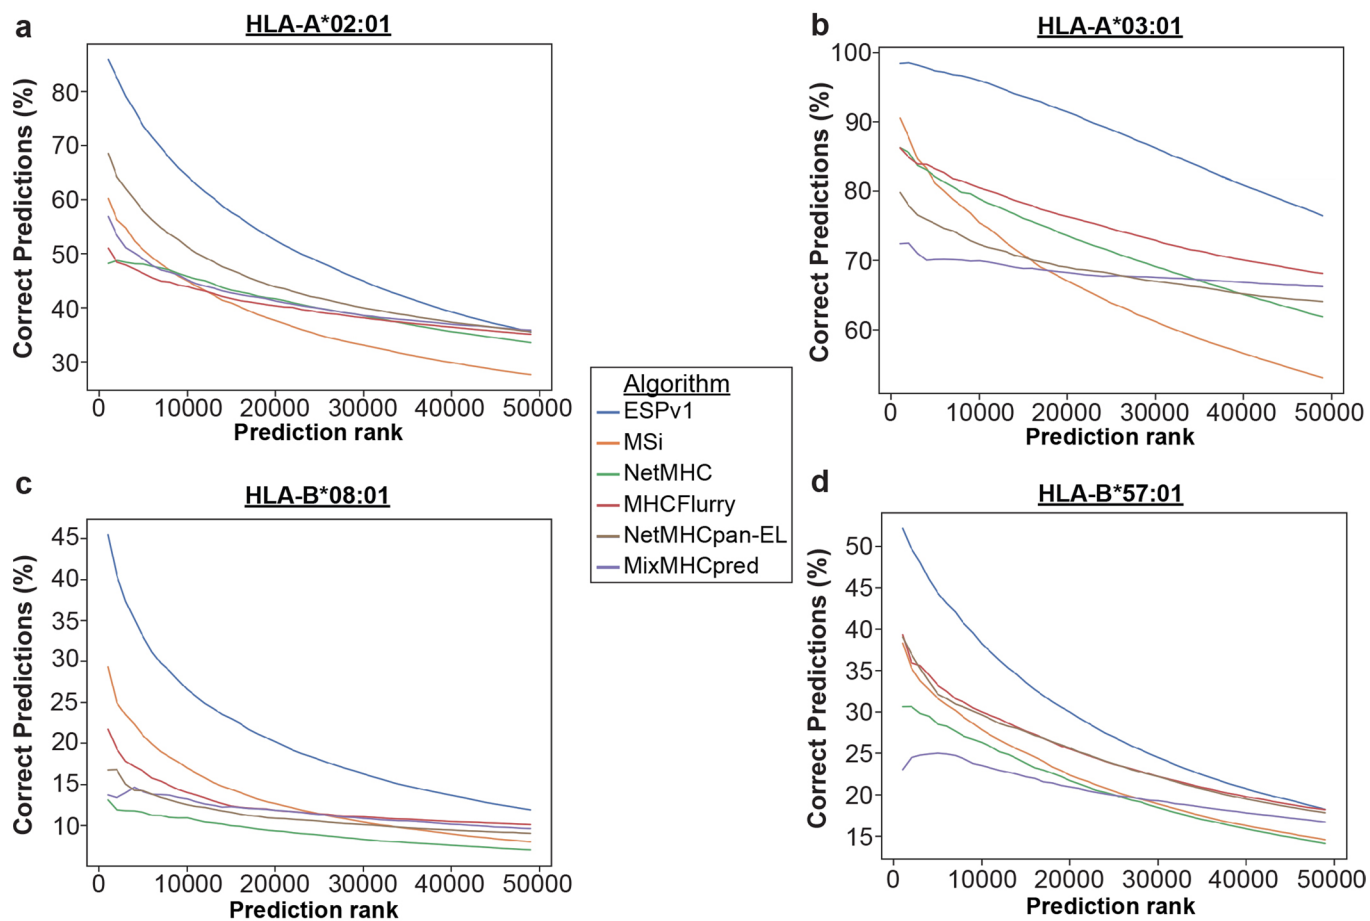 a
HLA-A*02:01
Correct Predictions (%)
80
70
60
50
40
30
0 10000 20000 30000 40000 50000
Prediction rank
b
HLA-A*03:01
Correct Predictions (%)
100
90
80
70
60
0 10000 20000 30000 40000 50000
Prediction rank
Algorithm
ESPv1
MSi
NetMHC
MHCFlurry
NetMHCpan-EL
MixMHCpred
c
HLA-B*08:01
Correct Predictions (%)
45
40
35
30
25
20
15
10
0 10000 20000 30000 40000 50000
Prediction rank
d
HLA-B*57:01
Correct Predictions (%)
50
45
40
35
30
25
20
15
0 10000 20000 30000 40000 50000
Prediction rank